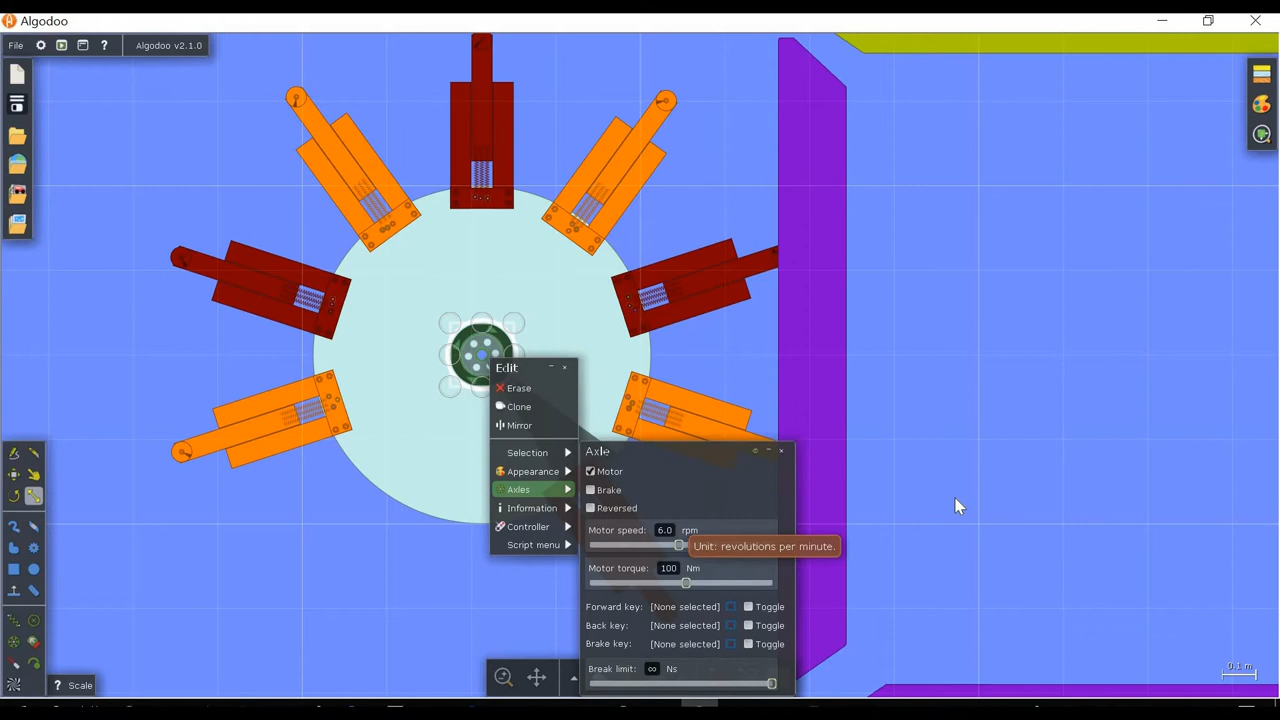 Algodoo
File ? Algodoo v2.1.0
Edit
Erase
Clone
Mirror
Selection
Appearance
Axles
Information
Controller
Script menu
Axle
Motor
Brake
Reversed
Motor speed: 6.0 rpm
Unit: revolutions per minute.
Motor torque: 100 Nm
Forward key: [None selected] Toggle
Back key: [None selected] Toggle
Brake key: [None selected] Toggle
Break limit: ∞ Ns
0.1 m
? Scale